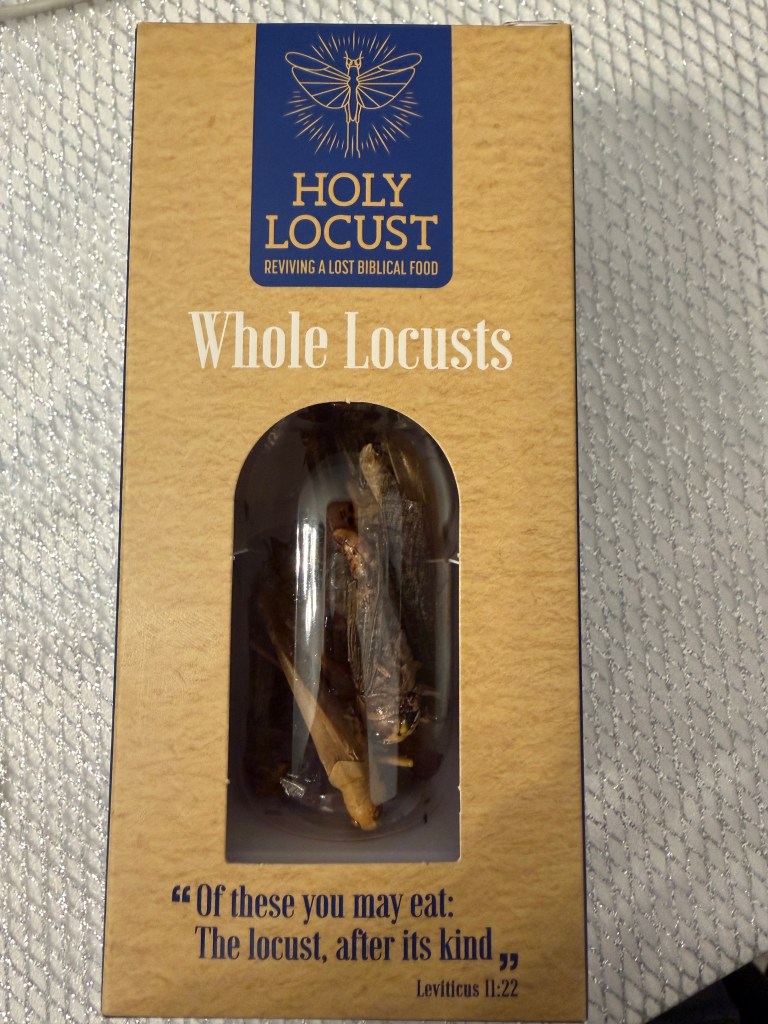 HOLY
LOCUST
REVIVING A LOST BIBLICAL FOOD
Whole Locusts
“Of these you may eat:
The locust, after its kind„
Leviticus 11:22